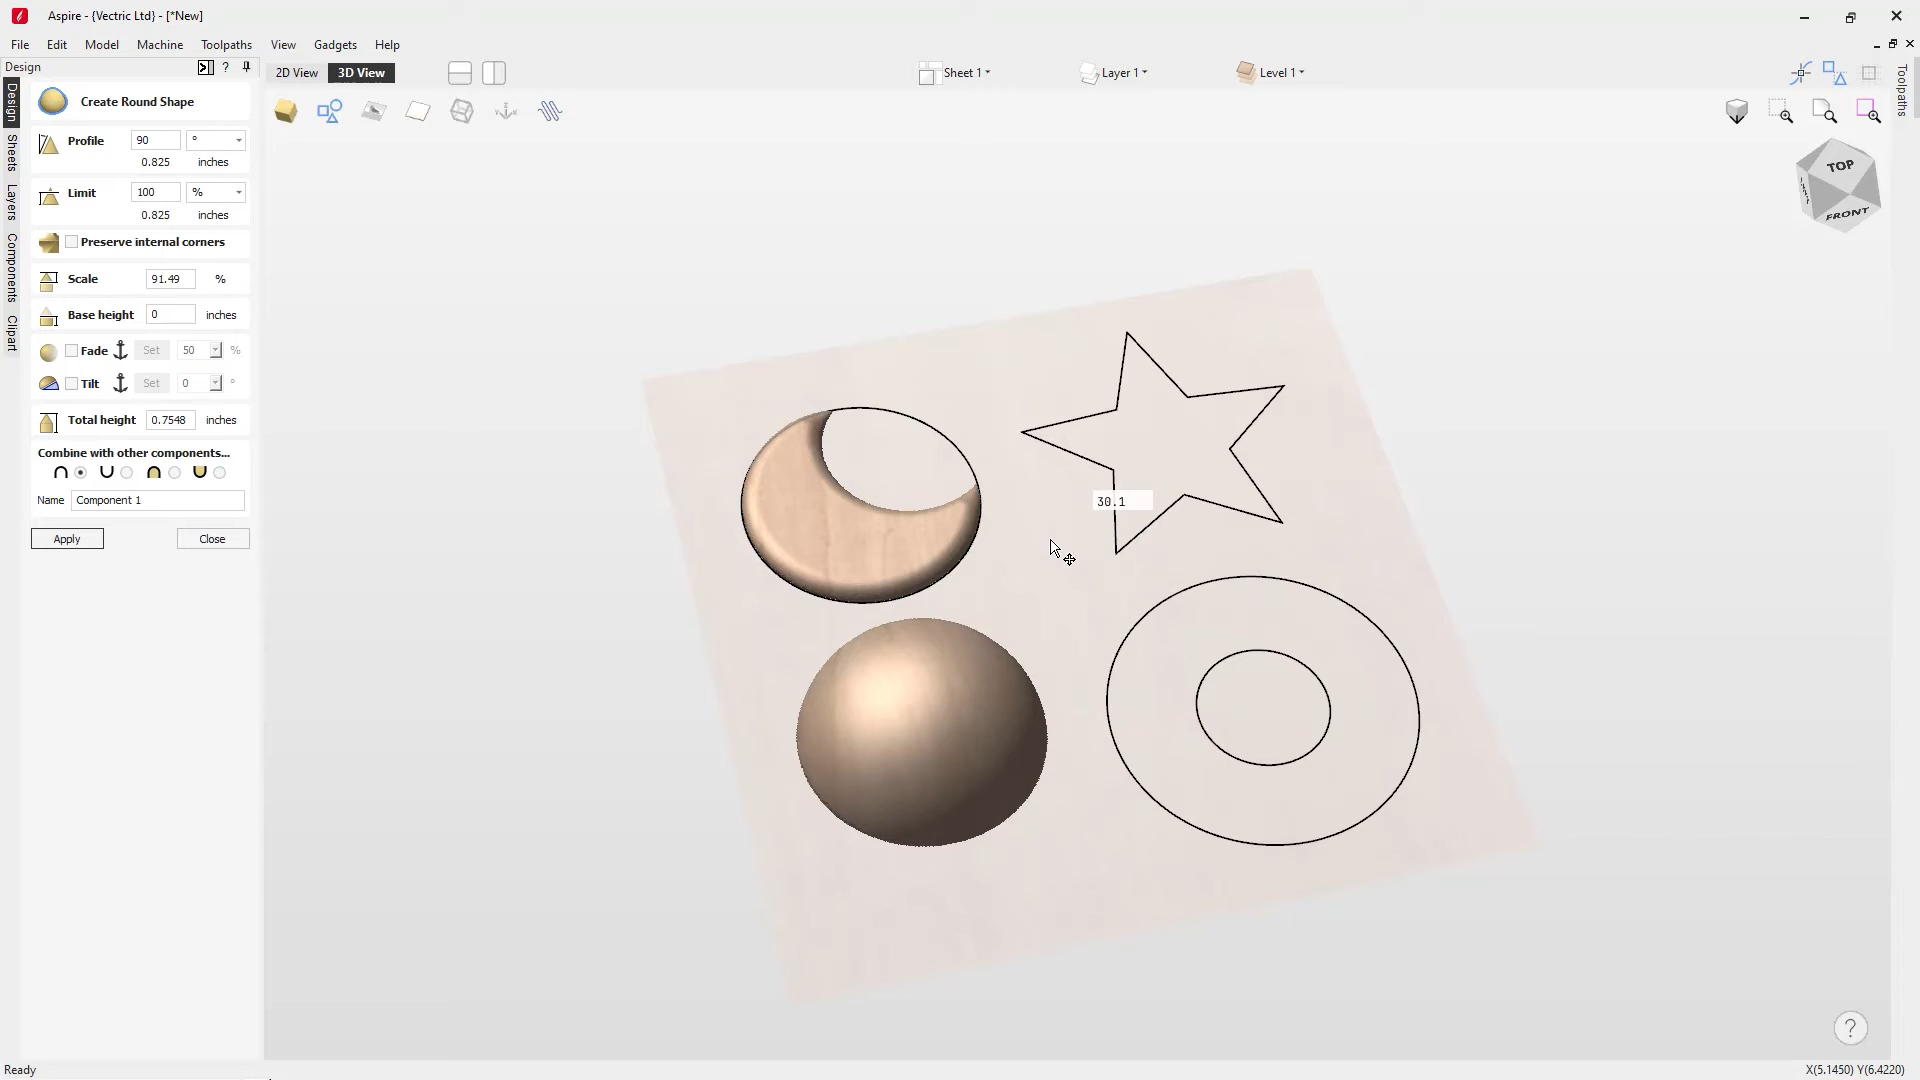 Aspire - {Vectric Ltd} - [*New]
File Edit Model Machine Toolpaths View Gadgets Help
Design ?
2D View 3D View Sheet 1 Layer 1 Level 1
Design
Sheets
Layers
Components
Clipart
Toolpaths
Create Round Shape
Profile 90 °
0.825 inches
Limit 100 %
0.825 inches
Preserve internal corners
Scale 91.49 %
Base height 0 inches
Fade Set 50 %
Tilt Set 0 °
Total height 0.7548 inches
Combine with other components...
Name Component 1
Apply Close
TOP
FRONT
30.1
?
Ready X(5.1450) Y(6.4220)